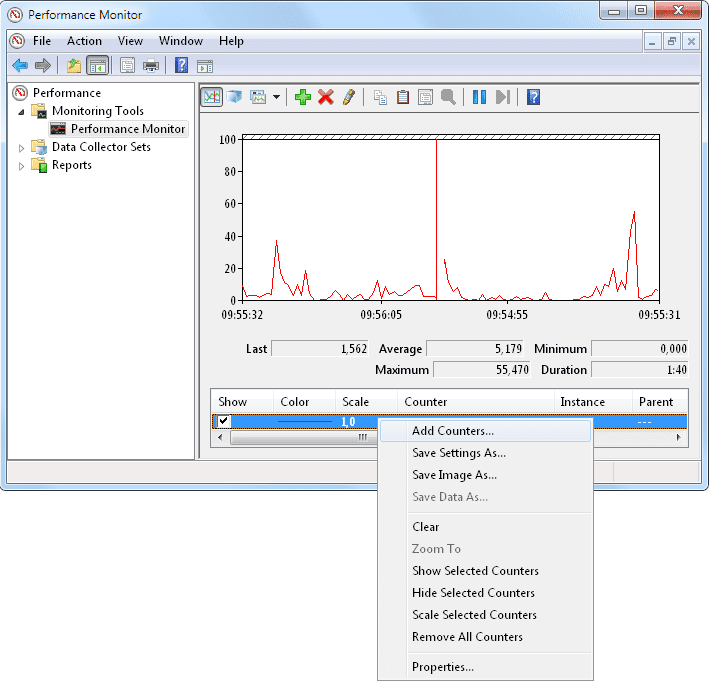 Performance Monitor
File Action View Window Help
Performance
Monitoring Tools
Performance Monitor
Data Collector Sets
Reports
100
80
60
40
20
0
09:55:32 09:56:05 09:54:55 09:55:31
Last 1,562 Average 5,179 Minimum 0,000
Maximum 55,470 Duration 1:40
Show Color Scale Counter Instance Parent
1,0 ---
Add Counters...
Save Settings As...
Save Image As...
Save Data As...
Clear
Zoom To
Show Selected Counters
Hide Selected Counters
Scale Selected Counters
Remove All Counters
Properties...